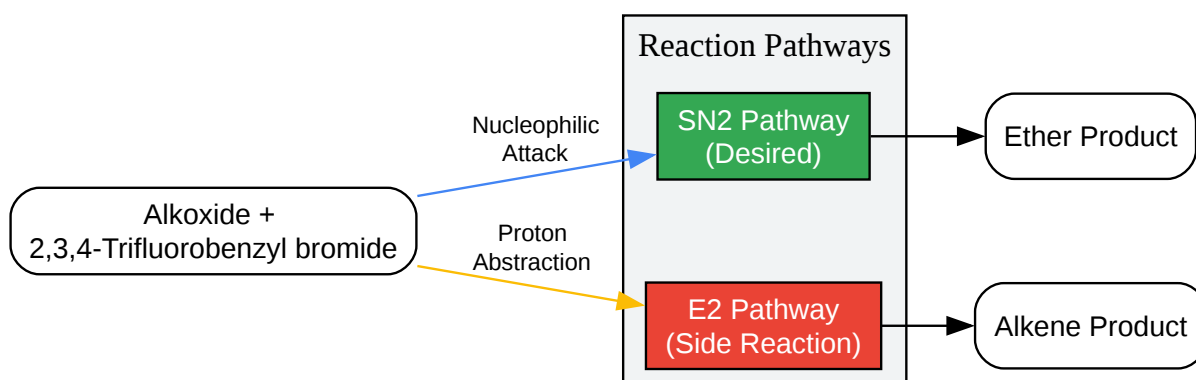 Reaction Pathways
Nucleophilic
Attack
SN2 Pathway
(Desired)
Ether Product
Alkoxide +
2,3,4-Trifluorobenzyl bromide
Proton
Abstraction
E2 Pathway
(Side Reaction)
Alkene Product